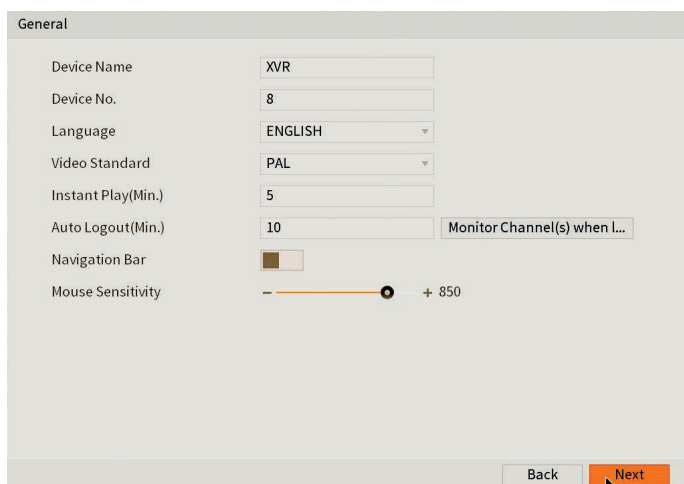 General
Device Name XVR
Device No. 8
Language ENGLISH
Video Standard PAL
Instant Play(Min.) 5
Auto Logout(Min.) 10 Monitor Channel(s) when l...
Navigation Bar
Mouse Sensitivity - + 850
Back Next